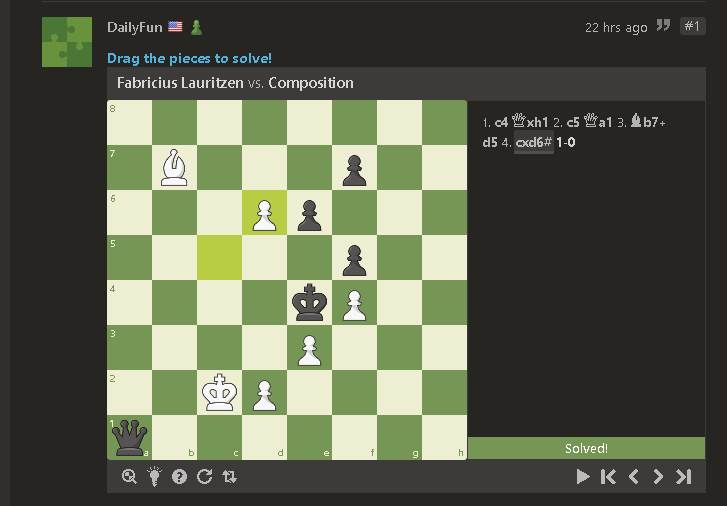 DailyFun 22 hrs ago #1
Drag the pieces to solve!
Fabricius Lauritzen vs. Composition
1. c4 ♕xh1 2. c5 ♕a1 3. ♝b7+
d5 4. cxd6# 1-0
8
7
6
5
4
3
2
1
a b c d e f g h
Solved!